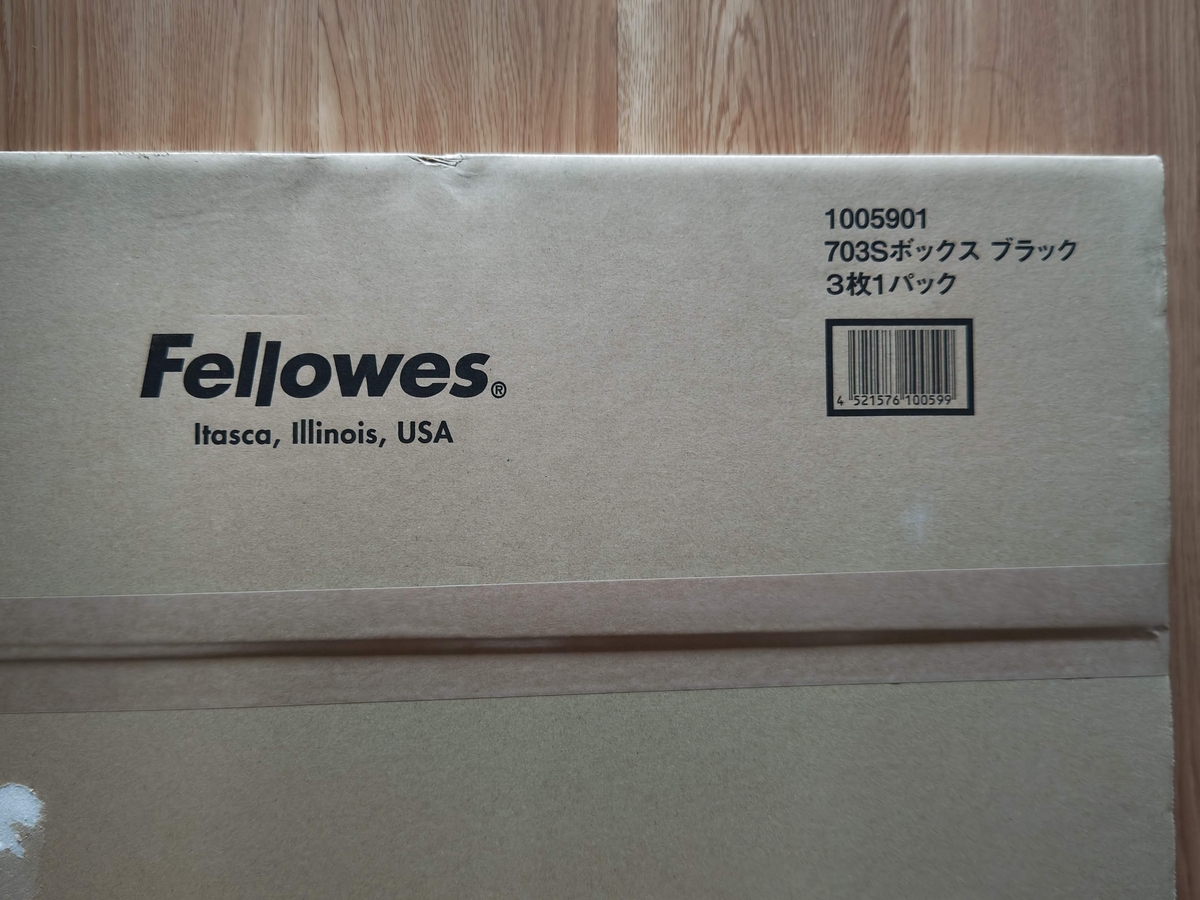 1005901
703Sボックス ブラック
3枚1パック
4 521576 100599
Fellowes®
Itasca, Illinois, USA